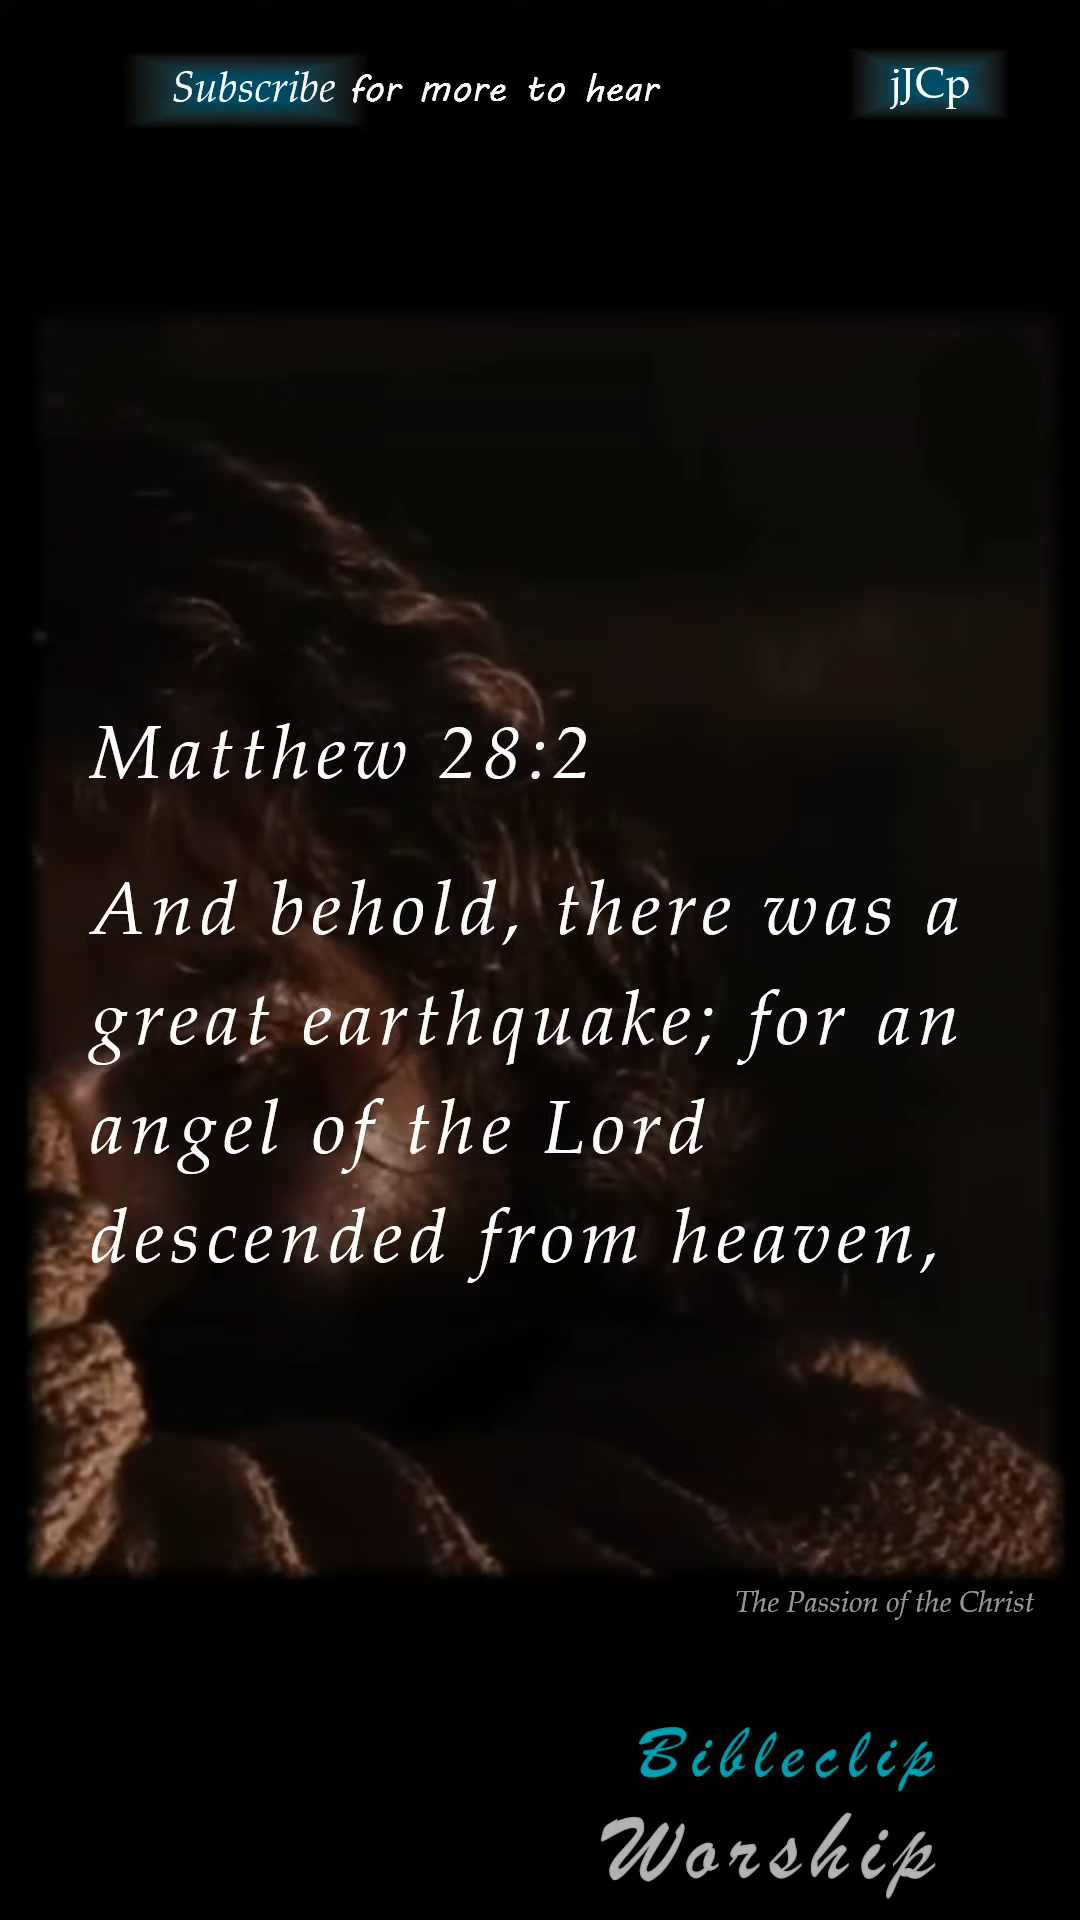 Subscribe for more to hear
jJCp
Matthew 28:2
And behold, there was a
great earthquake; for an
angel of the Lord
descended from heaven,
The Passion of the Christ
Bibleclip
Worship